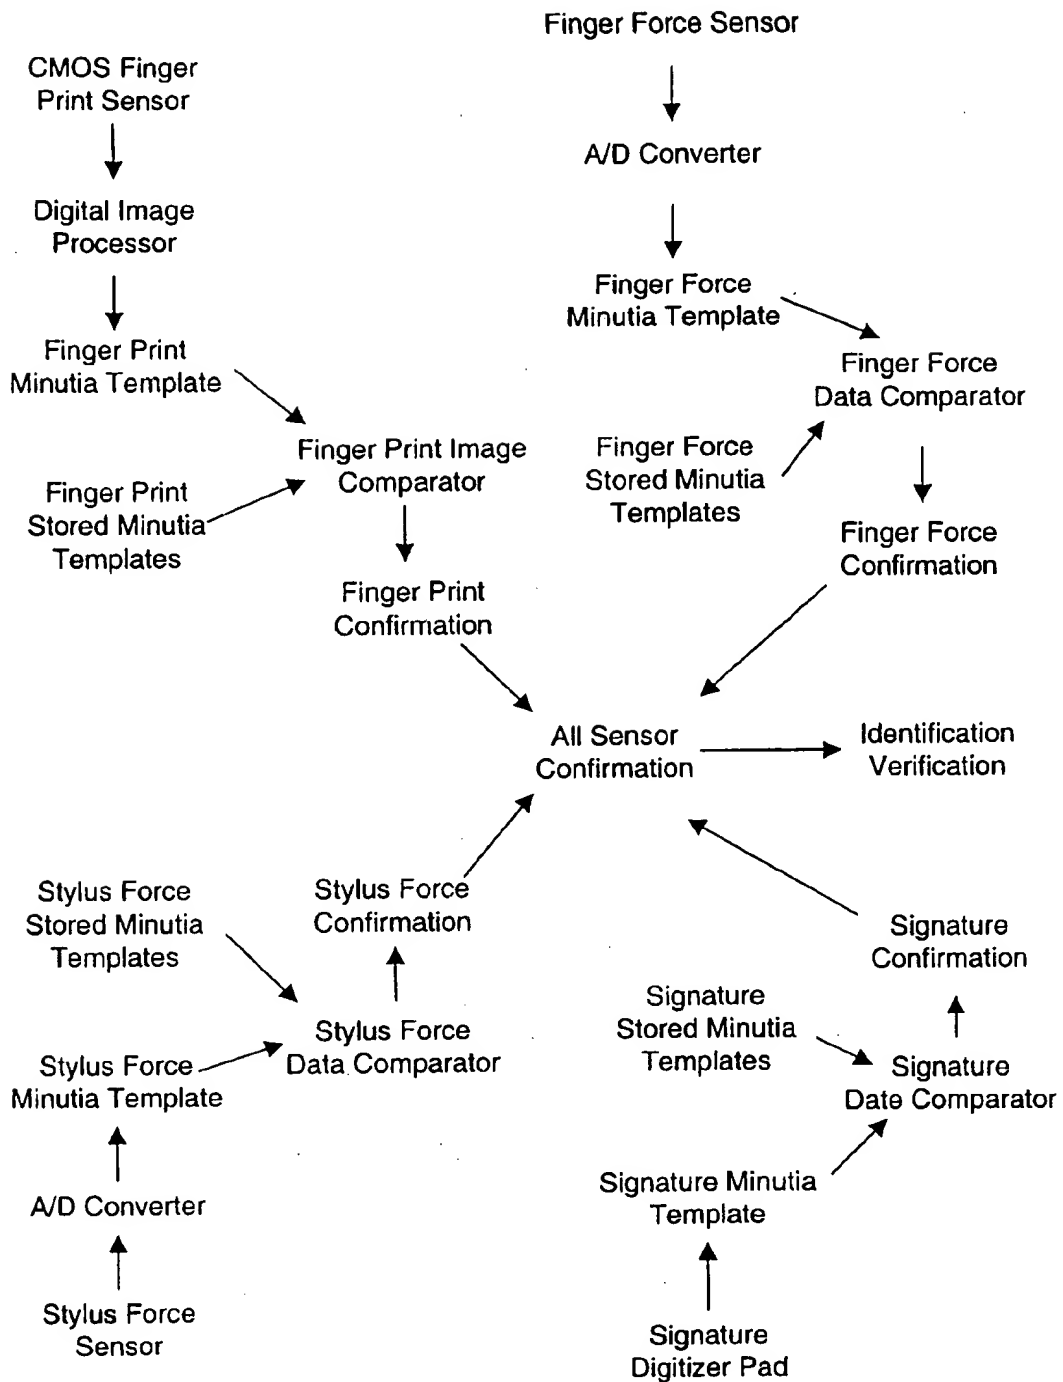 Finger Force Sensor
CMOS Finger
Print Sensor
A/D Converter
Digital Image
Processor
Finger Force
Minutia Template
Finger Print
Minutia Template
Finger Force
Data Comparator
Finger Print Image
Comparator
Finger Force
Stored Minutia
Templates
Finger Print
Stored Minutia
Templates
Finger Force
Confirmation
Finger Print
Confirmation
All Sensor
Confirmation
Identification
Verification
Stylus Force
Stored Minutia
Templates
Stylus Force
Confirmation
Signature
Confirmation
Signature
Stored Minutia
Templates
Stylus Force
Data Comparator
Stylus Force
Minutia Template
Signature
Date Comparator
A/D Converter
Signature Minutia
Template
Stylus Force
Sensor
Signature
Digitizer Pad